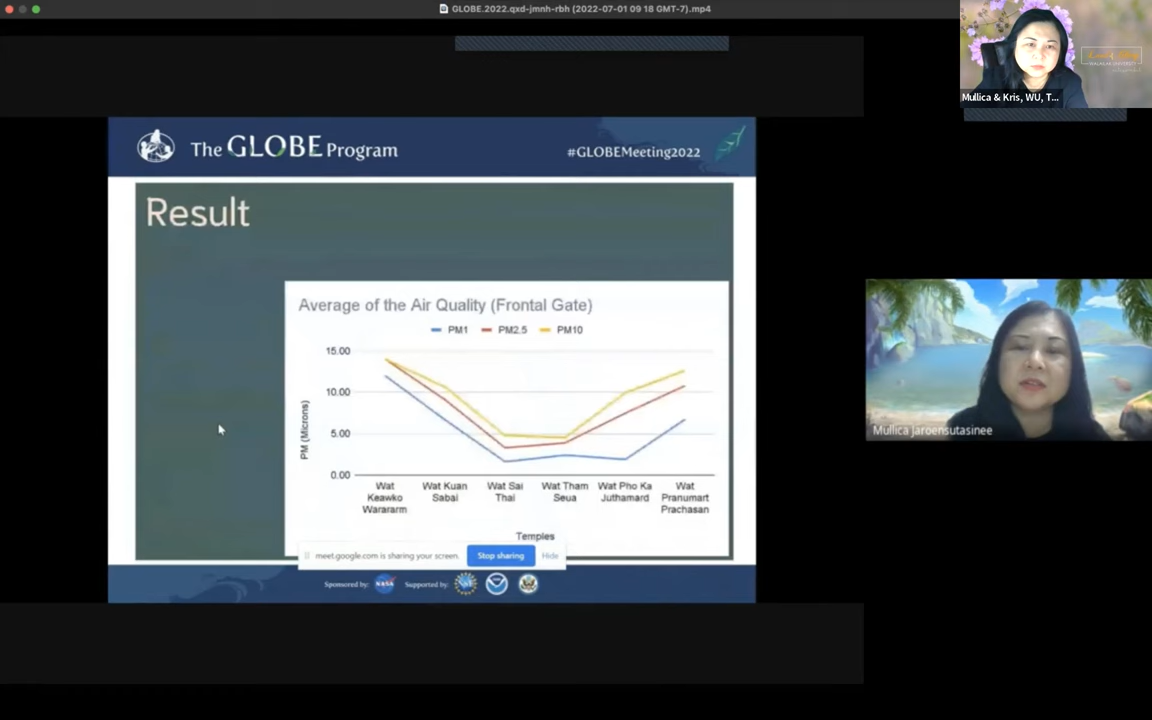 GLOBE.2022.qxd-jmnh-rbh (2022-07-01 09 18 GMT-7).mp4
Mullica & Kris, WU, T...
The GLOBE Program
#GLOBEMeeting2022
Result
Average of the Air Quality (Frontal Gate)
PM1 PM2.5 PM10
15.00
10.00
5.00
0.00
PM (Microns)
Wat Keawko Wararam
Wat Kuan Sabai
Wat Sai Thai
Wat Tham Seua
Wat Pho Ka Juthamard
Wat Pranumart Prachasan
Temples
meet.google.com is sharing your screen. Stop sharing Hide
Sponsored by: NASA Supported by:
Mullica Jaroensutasinee